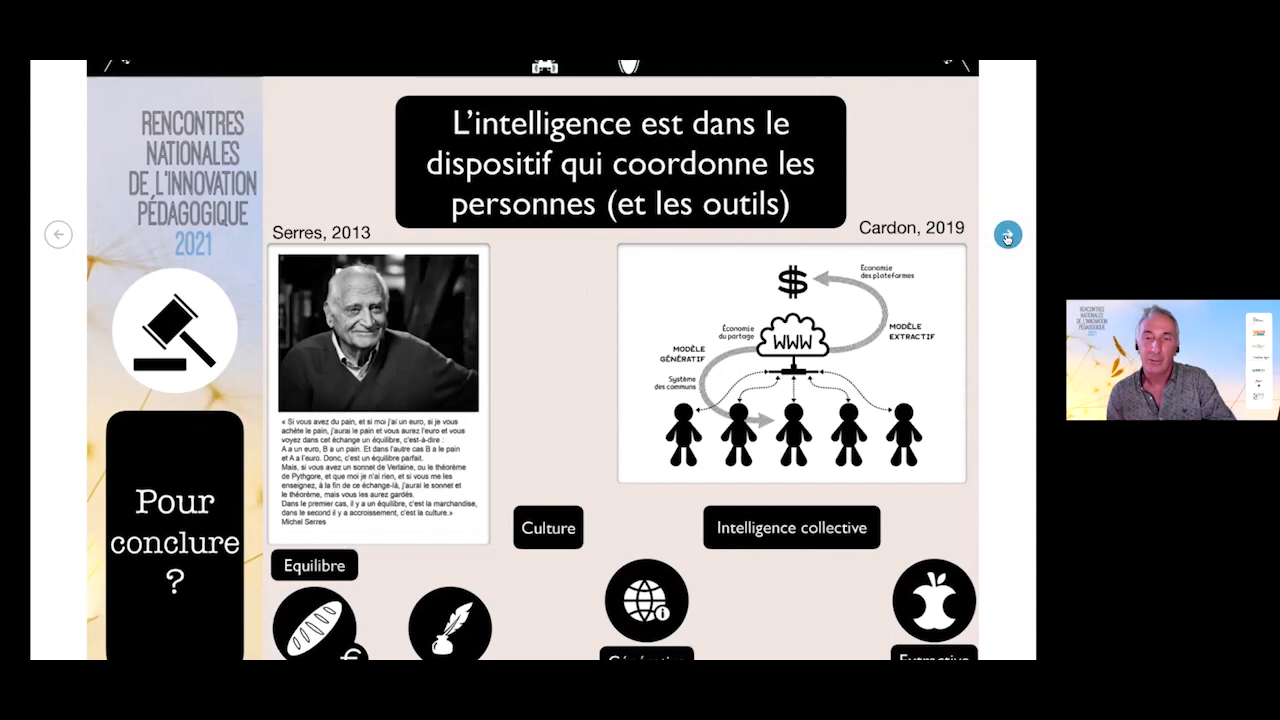 RENCONTRES
NATIONALES
DE L'INNOVATION
PÉDAGOGIQUE
2021
Pour
conclure
?
L'intelligence est dans le
dispositif qui coordonne les
personnes (et les outils)
Serres, 2013
Cardon, 2019
« Si vous avez du pain, et si moi j'ai un euro, si je vous
achète le pain, j'aurai le pain et vous aurez l'euro et vous
voyez dans cet échange un équilibre, c'est-à-dire :
A a un euro, B a un pain. Et dans l'autre cas B a le pain
et A a l'euro. Donc, c'est un équilibre parfait.
Mais, si vous avez un sonnet de Verlaine, ou le théorème
de Pythgore, et que moi je n'ai rien, et si vous me les
enseignez, à la fin de ce échange-là, j'aurai le sonnet et
le théorème, mais vous les aurez gardés.
Dans le premier cas, il y a un équilibre, c'est la marchandise,
dans le second il y a accroissement, c'est la culture.»
Michel Serres
$
Économie
des plateformes
Économie
du partage
WWW
MODÈLE
EXTRACTIF
MODÈLE
GÉNÉRATIF
Système
des communs
Culture
Intelligence collective
Equilibre
€
RENCONTRES
NATIONALES
DE L'INNOVATION
PÉDAGOGIQUE
2021